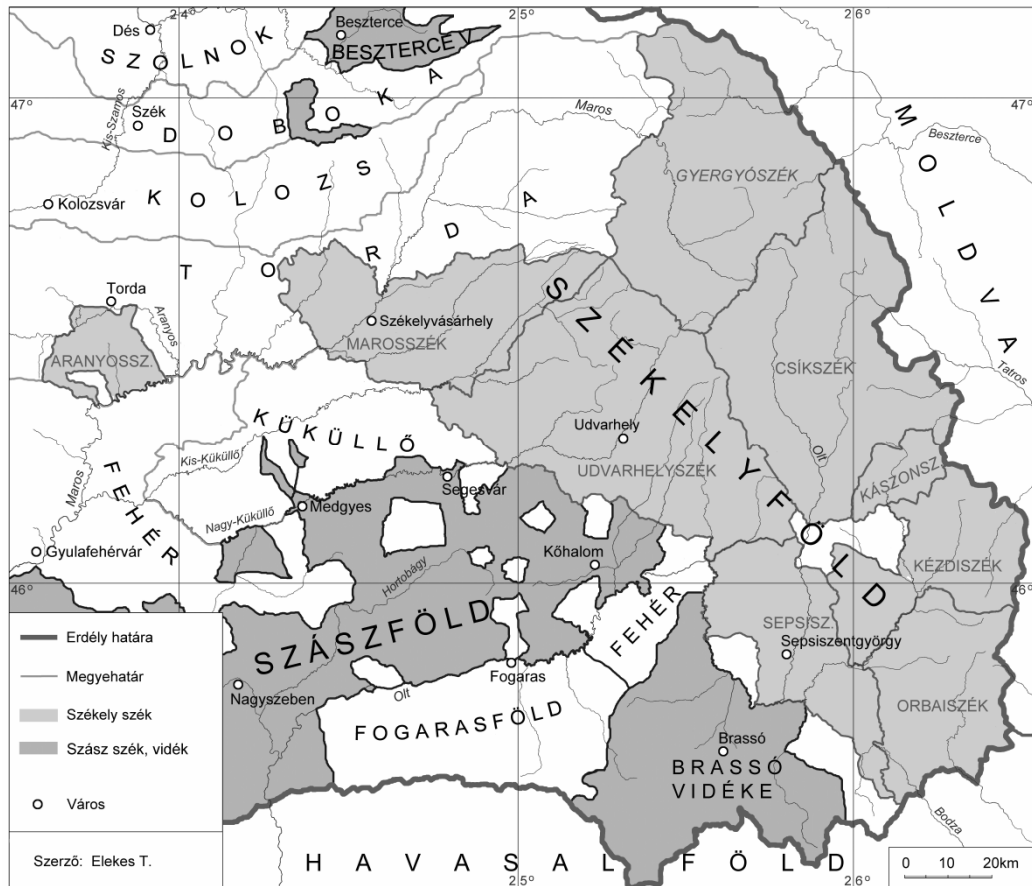 24° 25° 26°
Dés
Beszterce
SZOLNOK
BESZTERCE V.
47° 47°
Kis-Szamos
Szék
DOBOKA
Maros
MOLDVA
Beszterce
GYERGYÓSZÉK
KOLOZS
Kolozsvár
TORDA
Torda
Aranyos
SZÉKELYFÖLD
Székelyvásárhely
MAROSSZÉK
ARANYOSSZ.
CSÍKSZÉK
Tatros
KÜKÜLLŐ
Udvarhely
Olt
Kis-Küküllő
UDVARHELYSZÉK
KÁSZONSZ.
Maros
FEHÉR
Segesvár
Nagy-Küküllő
Medgyes
Gyulafehérvár
Kőhalom
KÉZDISZÉK
46° 46°
Hortobágy
FEHÉR
SZÁSZFÖLD
SEPSISZ.
Sepsiszentgyörgy
Erdély határa
Fogaras
Nagyszeben
Olt
Megyehatár
ORBAISZÉK
FOGARASFÖLD
Székely szék
Brassó
Szász szék, vidék
BRASSÓ
VIDÉKE
Város
Bodza
Szerző: Elekes T.
HAVASALFÖLD
0 10 20km
25° 26°